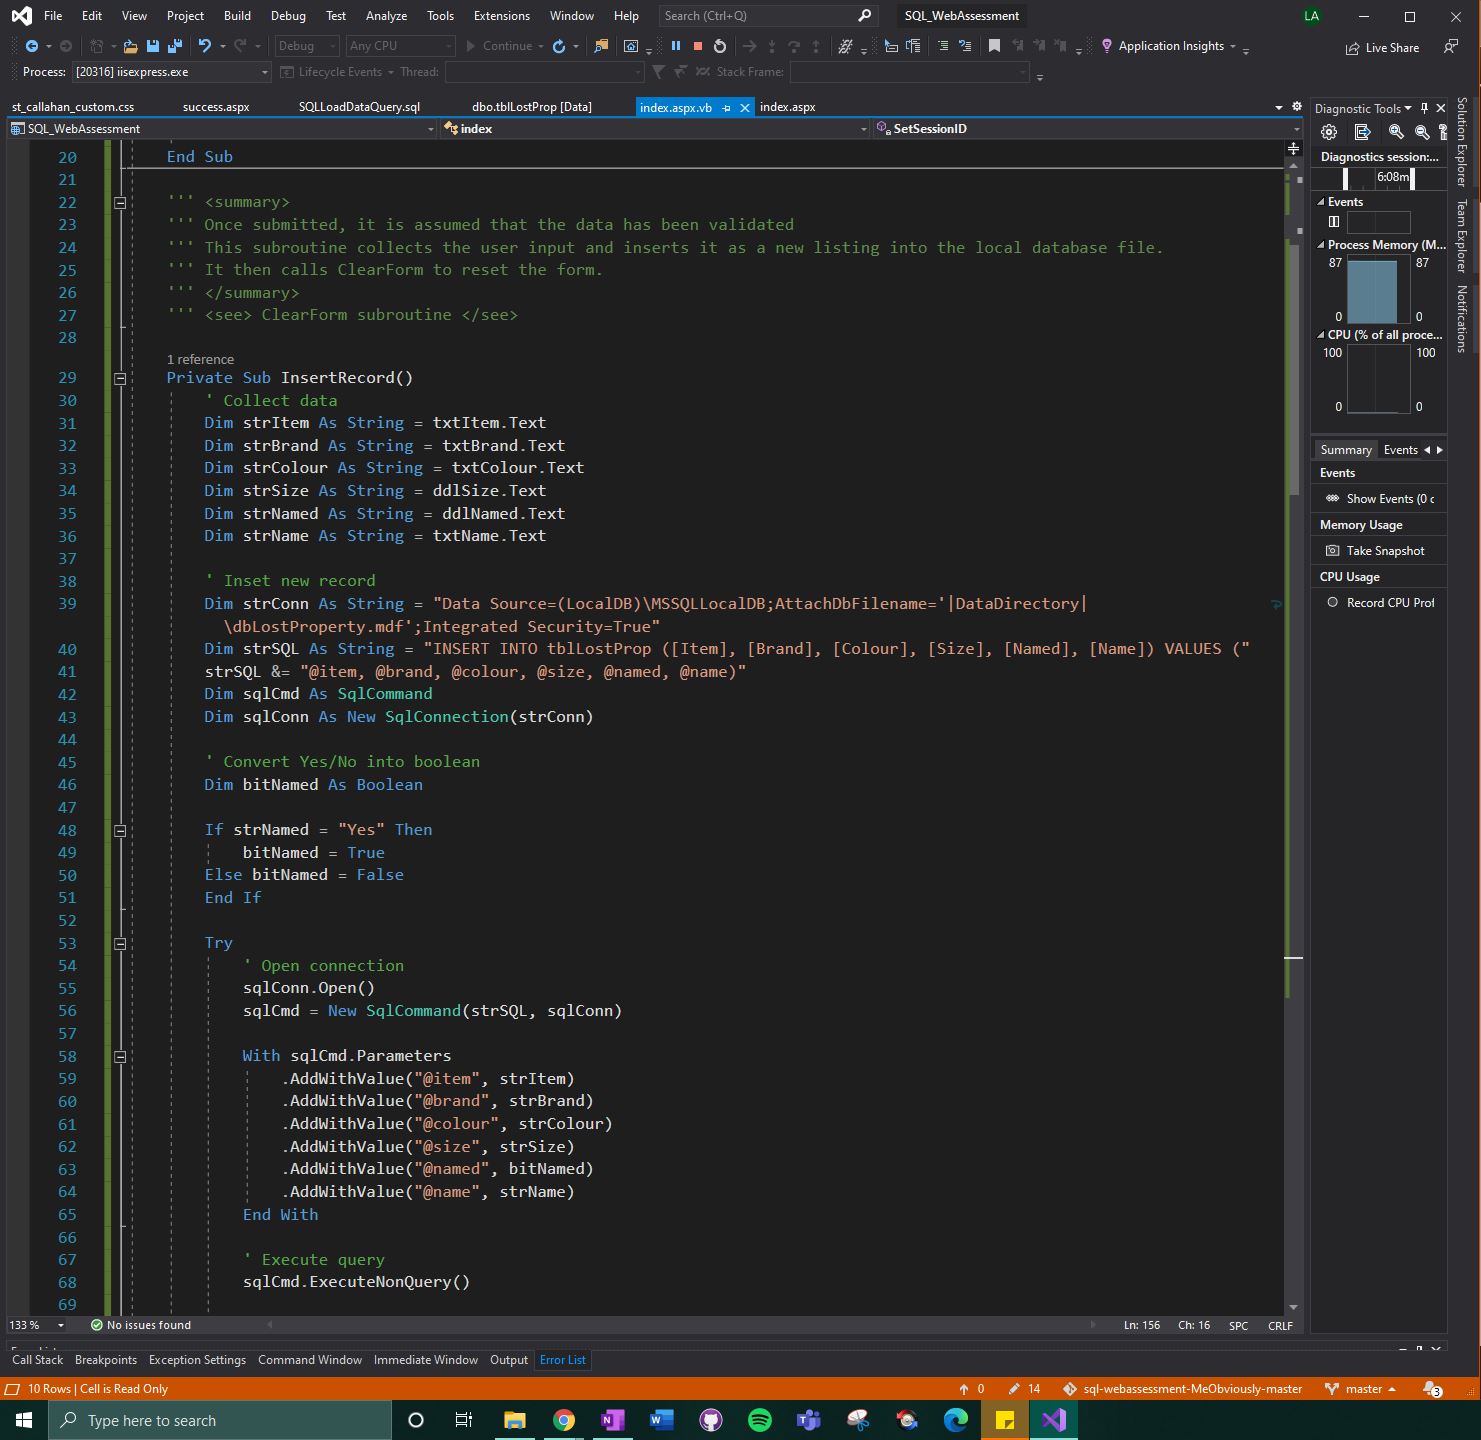 File Edit View Project Build Debug Test Analyze Tools Extensions Window Help Search (Ctrl+Q) SQL_WebAssessment LA
Debug Any CPU Continue Application Insights Live Share
Process: [20316] iisexpress.exe Lifecycle Events Thread: Stack Frame:
st_callahan_custom.css success.aspx SQLLoadDataQuery.sql dbo.tblLostProp [Data] index.aspx.vb index.aspx
SQL_WebAssessment index SetSessionID
20 End Sub
21
22 ''' <summary>
23 ''' Once submitted, it is assumed that the data has been validated
24 ''' This subroutine collects the user input and inserts it as a new listing into the local database file.
25 ''' It then calls ClearForm to reset the form.
26 ''' </summary>
27 ''' <see> ClearForm subroutine </see>
28
1 reference
29 Private Sub InsertRecord()
30 ' Collect data
31 Dim strItem As String = txtItem.Text
32 Dim strBrand As String = txtBrand.Text
33 Dim strColour As String = txtColour.Text
34 Dim strSize As String = ddlSize.Text
35 Dim strNamed As String = ddlNamed.Text
36 Dim strName As String = txtName.Text
37
38 ' Inset new record
39 Dim strConn As String = "Data Source=(LocalDB)\MSSQLLocalDB;AttachDbFilename='|DataDirectory|
\dbLostProperty.mdf';Integrated Security=True"
40 Dim strSQL As String = "INSERT INTO tblLostProp ([Item], [Brand], [Colour], [Size], [Named], [Name]) VALUES ("
41 strSQL &= "@item, @brand, @colour, @size, @named, @name)"
42 Dim sqlCmd As SqlCommand
43 Dim sqlConn As New SqlConnection(strConn)
44
45 ' Convert Yes/No into boolean
46 Dim bitNamed As Boolean
47
48 If strNamed = "Yes" Then
49 bitNamed = True
50 Else bitNamed = False
51 End If
52
53 Try
54 ' Open connection
55 sqlConn.Open()
56 sqlCmd = New SqlCommand(strSQL, sqlConn)
57
58 With sqlCmd.Parameters
59 .AddWithValue("@item", strItem)
60 .AddWithValue("@brand", strBrand)
61 .AddWithValue("@colour", strColour)
62 .AddWithValue("@size", strSize)
63 .AddWithValue("@named", bitNamed)
64 .AddWithValue("@name", strName)
65 End With
66
67 ' Execute query
68 sqlCmd.ExecuteNonQuery()
69
133 % No issues found Ln: 156 Ch: 16 SPC CRLF
Diagnostic Tools
Diagnostics session:...
6:08m
Events
Process Memory (M...
87 87
0 0
CPU (% of all proce...
100 100
0 0
Summary Events
Events
Show Events (0 c
Memory Usage
Take Snapshot
CPU Usage
Record CPU Prof
Solution Explorer
Team Explorer
Notifications
Call Stack Breakpoints Exception Settings Command Window Immediate Window Output Error List
10 Rows | Cell is Read Only 0 14 sql-webassessment-MeObviously-master master 3
Type here to search